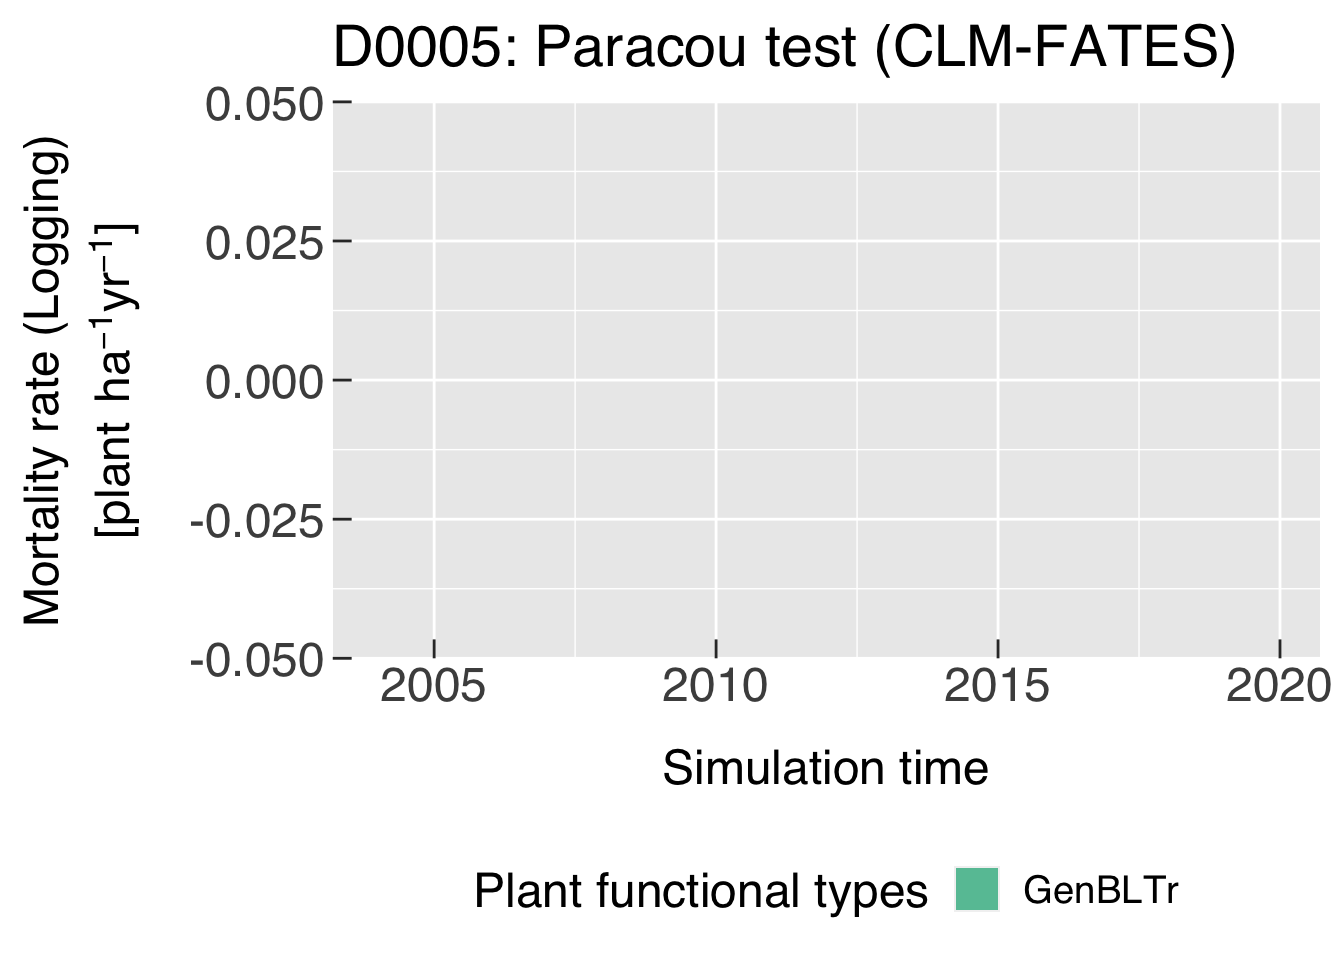 D0005: Paracou test (CLM-FATES)
Mortality rate (Logging)
[plant ha⁻¹yr⁻¹]
0.050
0.025
0.000
-0.025
-0.050
2005 2010 2015 2020
Simulation time
Plant functional types GenBLTr